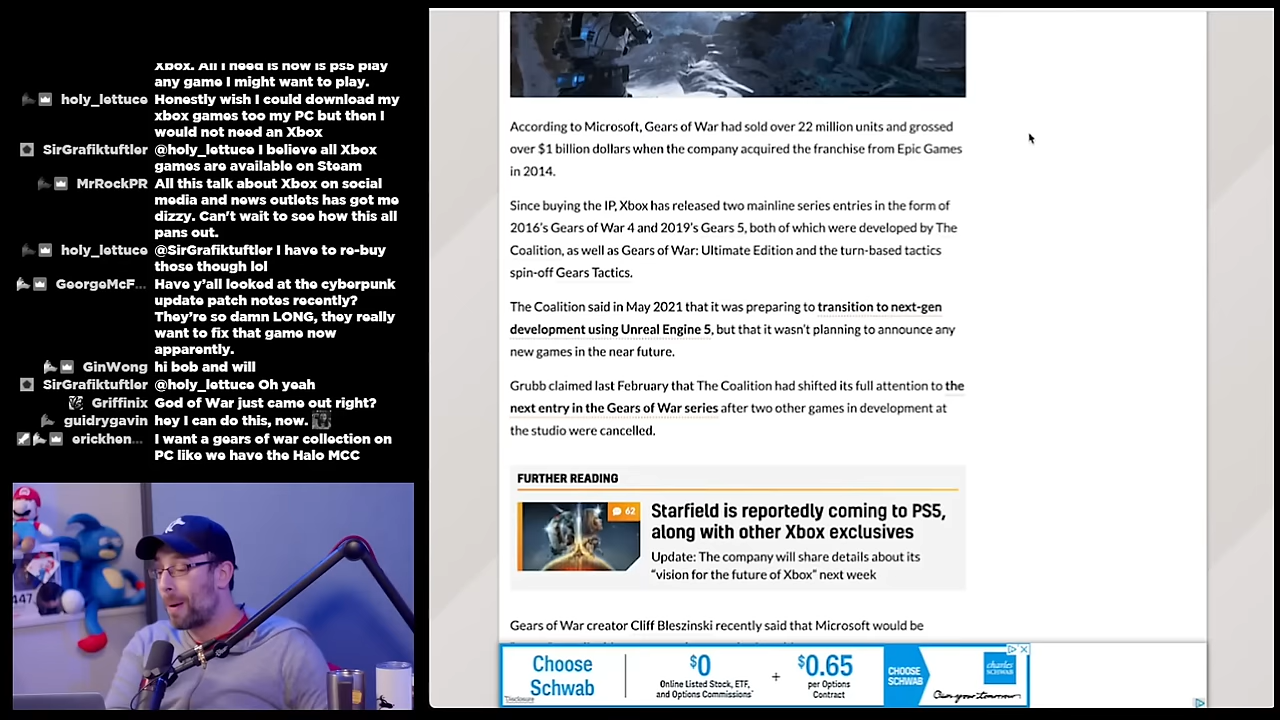 Xbox. All I need is now is ps5 play
any game I might want to play.
holy_lettuce Honestly wish I could download my
xbox games too my PC but then I
would not need an Xbox
SirGrafiktuftler @holy_lettuce I believe all Xbox
games are available on Steam
MrRockPR All this talk about Xbox on social
media and news outlets has got me
dizzy. Can't wait to see how this all
pans out.
holy_lettuce @SirGrafiktuftler I have to re-buy
those though lol
GeorgeMcF... Have y'all looked at the cyberpunk
update patch notes recently?
They're so damn LONG, they really
want to fix that game now
apparently.
GinWong hi bob and will
SirGrafiktuftler @holy_lettuce Oh yeah
Griffinix God of War just came out right?
guidrygavin hey I can do this, now.
erickhen... I want a gears of war collection on
PC like we have the Halo MCC
447
According to Microsoft, Gears of War had sold over 22 million units and grossed
over $1 billion dollars when the company acquired the franchise from Epic Games
in 2014.
Since buying the IP, Xbox has released two mainline series entries in the form of
2016's Gears of War 4 and 2019's Gears 5, both of which were developed by The
Coalition, as well as Gears of War: Ultimate Edition and the turn-based tactics
spin-off Gears Tactics.
The Coalition said in May 2021 that it was preparing to transition to next-gen
development using Unreal Engine 5, but that it wasn't planning to announce any
new games in the near future.
Grubb claimed last February that The Coalition had shifted its full attention to the
next entry in the Gears of War series after two other games in development at
the studio were cancelled.
FURTHER READING
62
Starfield is reportedly coming to PS5,
along with other Xbox exclusives
Update: The company will share details about its
"vision for the future of Xbox" next week
Gears of War creator Cliff Bleszinski recently said that Microsoft would be
Choose
Schwab
$0
Online Listed Stock, ETF,
and Options Commissions
+
$0.65
per Options
Contract
CHOOSE
SCHWAB
charles
SCHWAB
Own your tomorrow
Disclosure